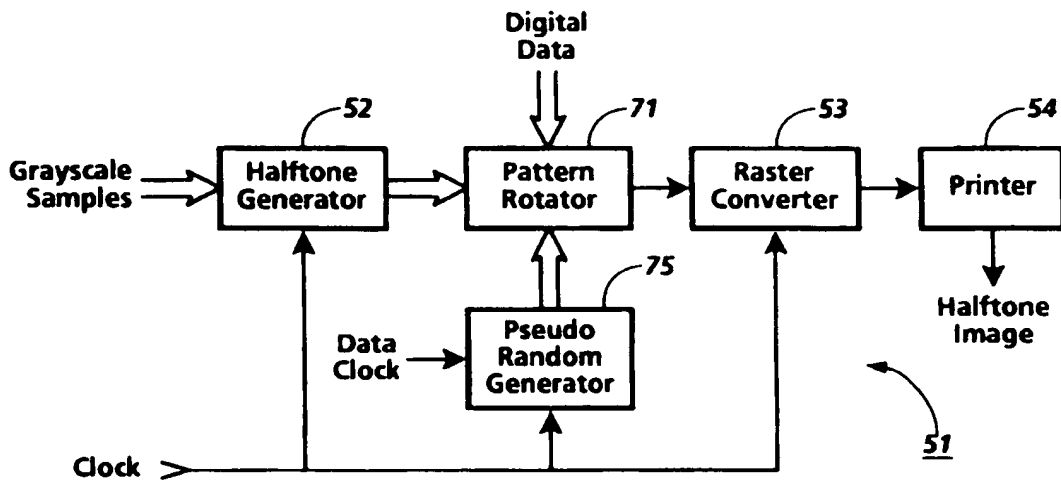 Digital
Data
52
71
53
54
Grayscale
Samples
Halftone
Generator
Pattern
Rotator
Raster
Converter
Printer
75
Data
Clock
Pseudo
Random
Generator
Halftone
Image
51
Clock